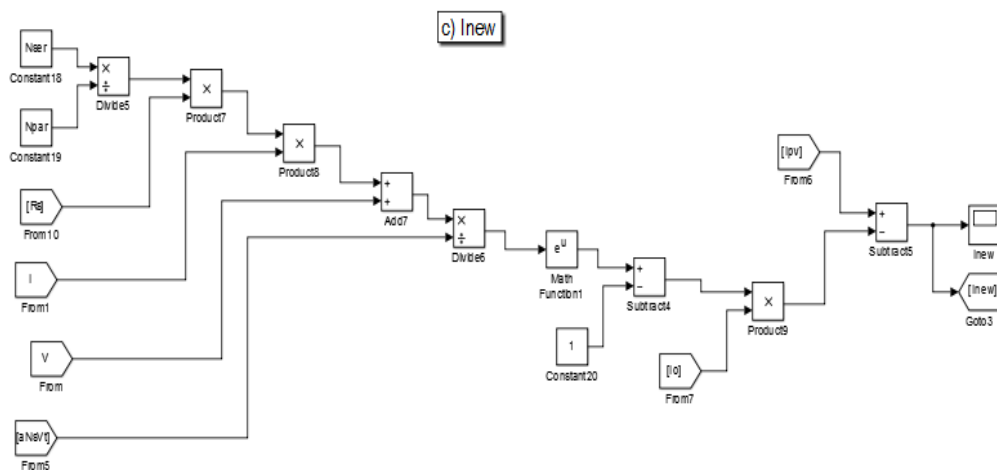 c) Inew
Nser
Constant18
×
÷
Divide5
Npar
Constant19
×
Product7
[Rs]
From10
×
Product8
I
From1
+
+
Add7
V
From
×
÷
Divide6
[aNsVt]
From5
e^u
Math
Function1
+
−
Subtract4
1
Constant20
×
Product9
[Io]
From7
[Ipv]
From6
+
−
Subtract5
Inew
[Inew]
Goto3